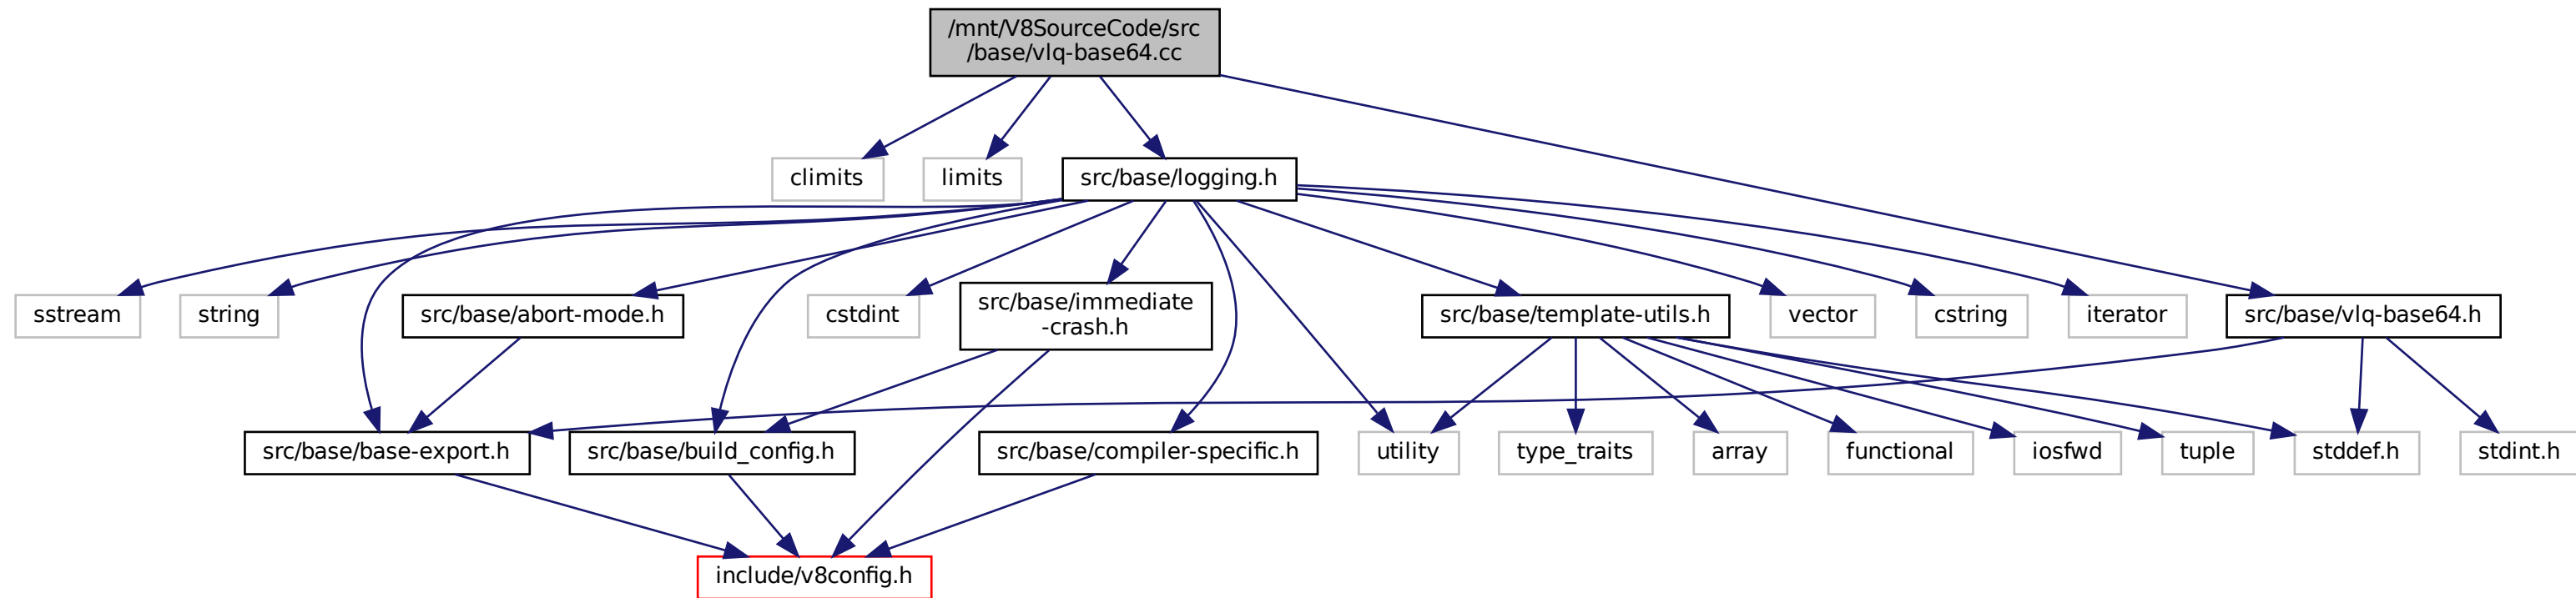 /mnt/V8SourceCode/src
/base/vlq-base64.cc
climits
limits
src/base/logging.h
sstream
string
src/base/abort-mode.h
cstdint
src/base/immediate
-crash.h
src/base/template-utils.h
vector
cstring
iterator
src/base/vlq-base64.h
src/base/base-export.h
src/base/build_config.h
src/base/compiler-specific.h
utility
type_traits
array
functional
iosfwd
tuple
stddef.h
stdint.h
include/v8config.h